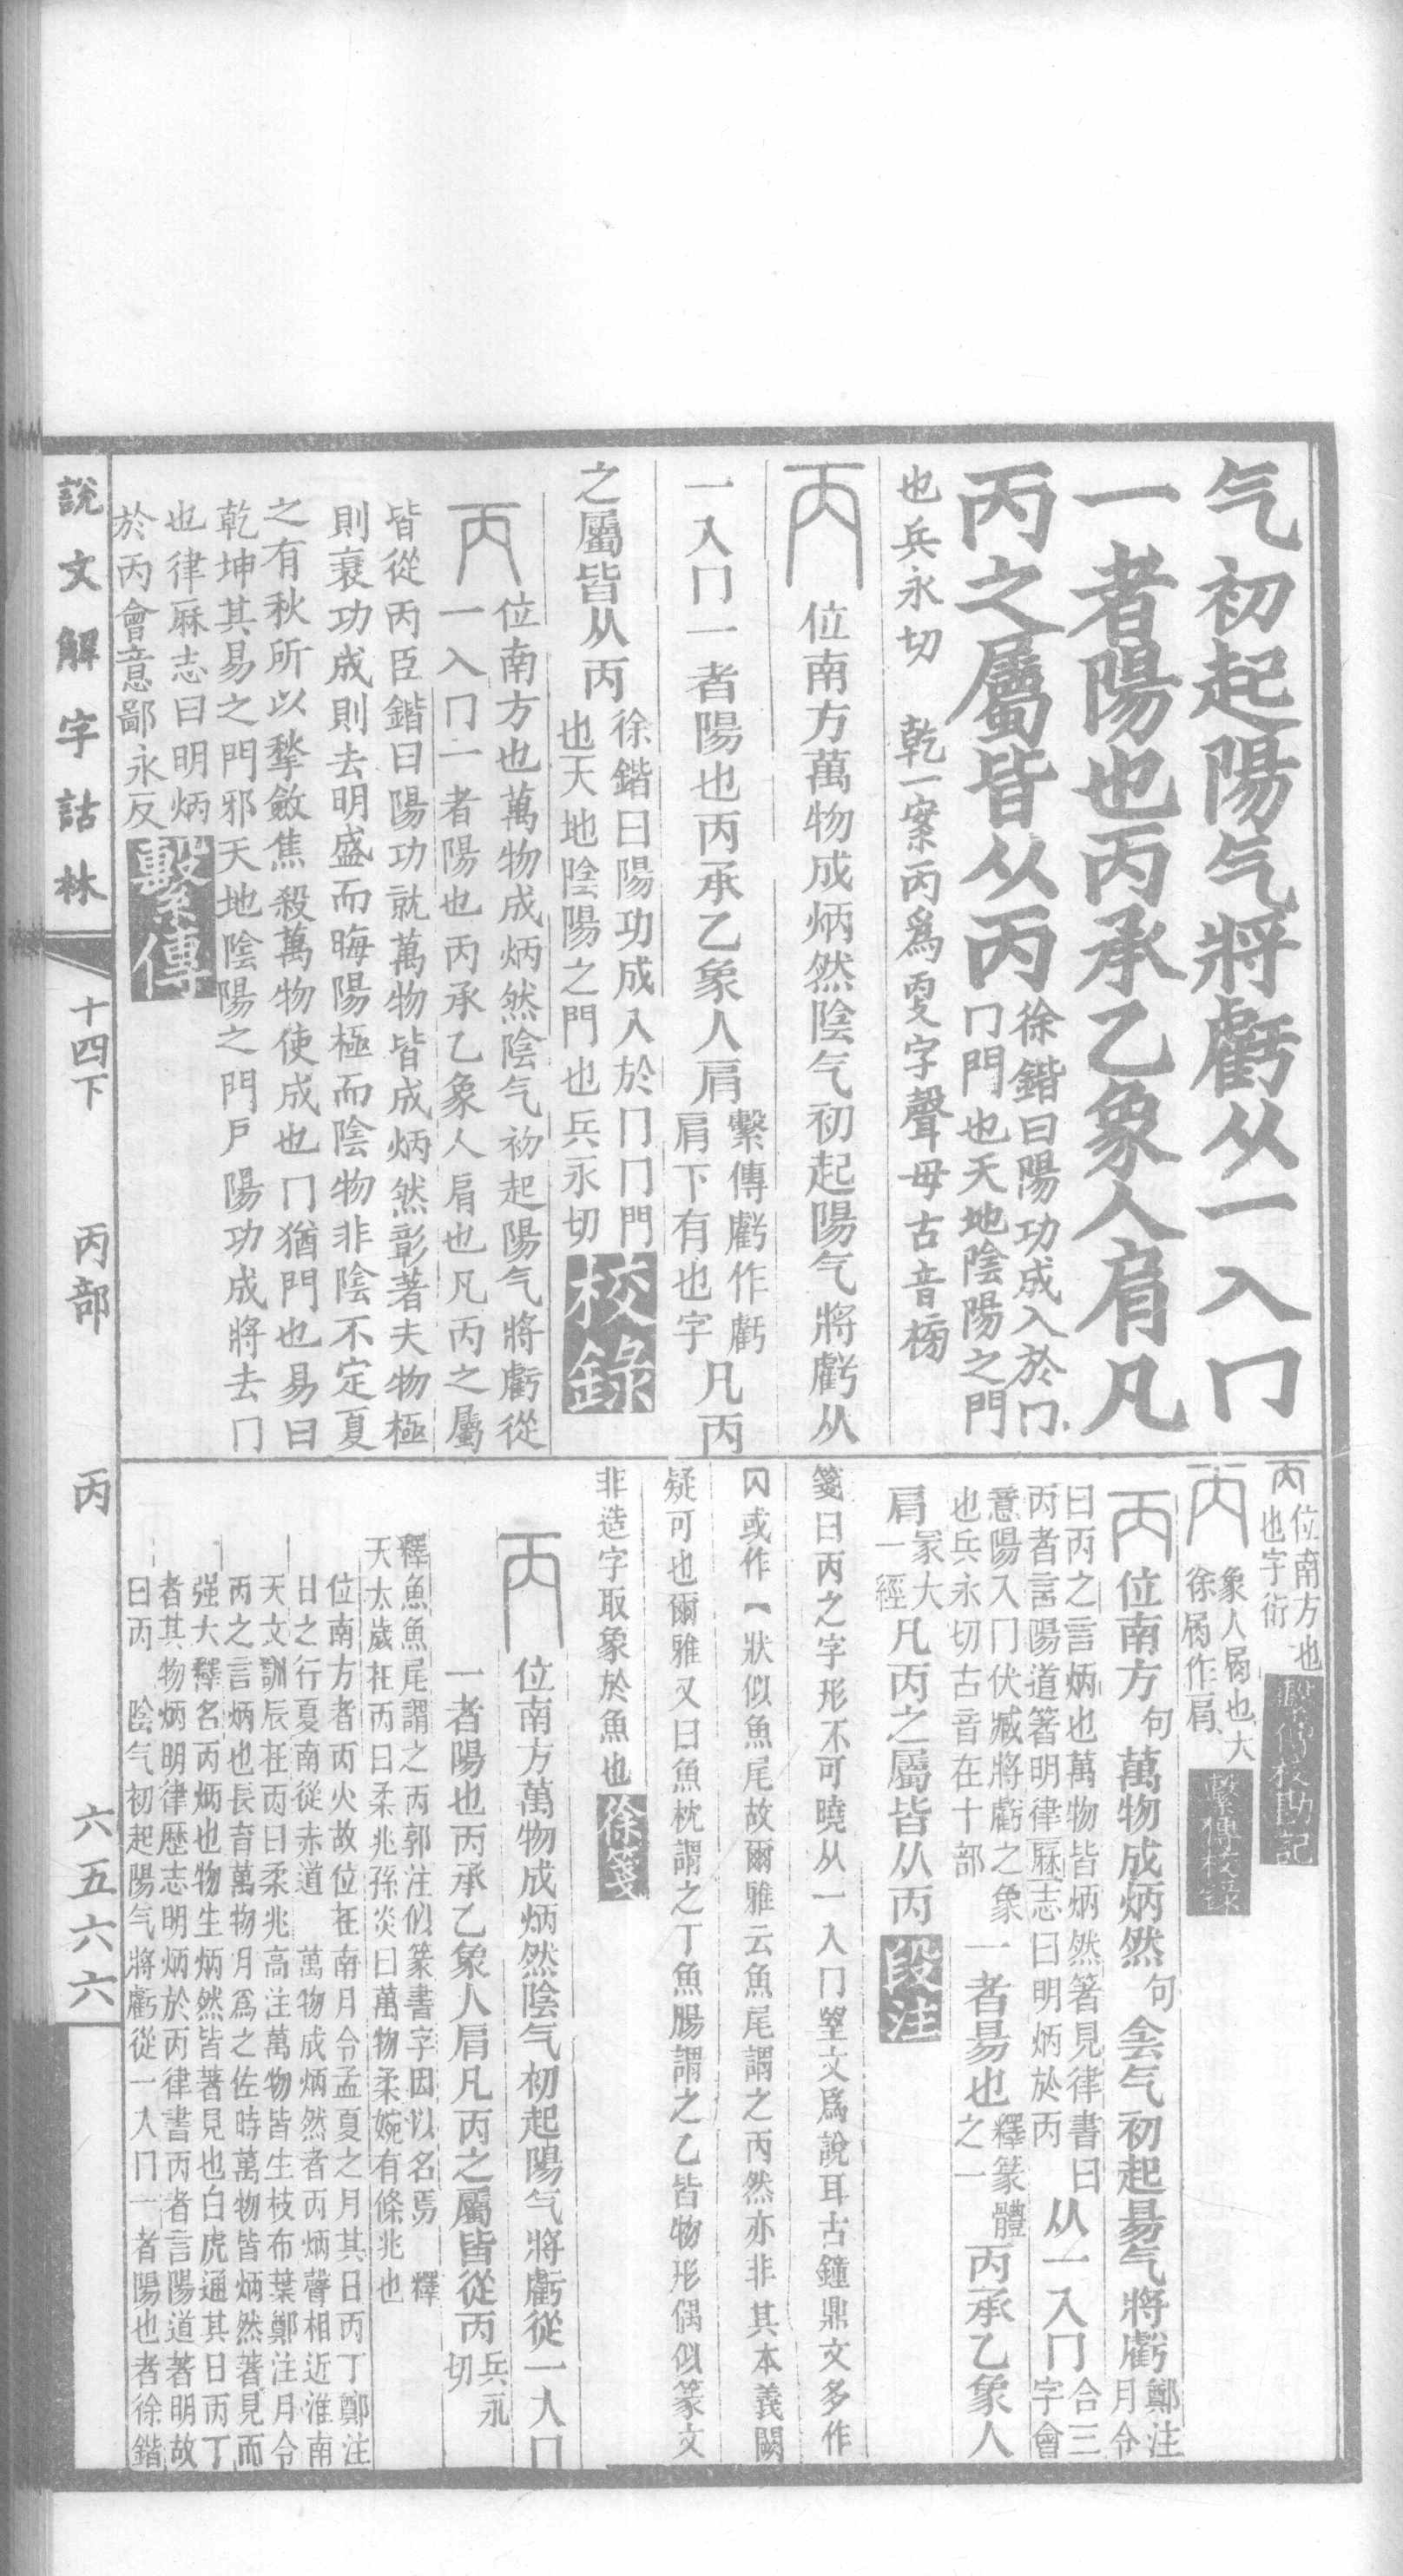 气初起陽气將虧从一入冂
一者陽也丙承乙象人肩凡
丙之屬皆从丙
徐鍇曰陽功成入於冂
冂門也天地陰陽之門
也兵永切 乾一案丙爲㪅字聲毋古音榜
丙
位南方萬物成炳然陰气初起陽气將虧从
一入冂一者陽也丙承乙象人肩
繫傳虧作虧
肩下有也字
凡丙
之屬皆从丙
徐鍇曰陽功成入於冂冂門
也天地陰陽之門也兵永切
校錄
丙
位南方也萬物成炳然陰气初起陽气將虧從
一入冂一者陽也丙承乙象人肩也凡丙之屬
皆從丙臣鍇曰陽功就萬物皆成炳然彰著夫物極
則衰功成則去明盛而晦陽極而陰物非陰不定夏
之有秋所以揫斂焦殺萬物使成也冂猶門也易曰
乾坤其易之門邪天地陰陽之門戶陽功成將去冂
也律厤志曰明炳
於丙會意鄙永反
繫傳
丙
位南方也
也字衍
繫傳校勘記
丙
象人肩也大
徐肩作肩
繫傳校錄
丙
位南方句萬物成炳然句侌气初起昜气將虧
鄭注
月令
曰丙之言炳也萬物皆炳然箸見律書曰
丙者言陽道箸明律厤志曰明炳於丙
从一入冂
合三
字會
意陽入冂伏臧將虧之象
也兵永切古音在十部
一者昜也
釋篆體
之一
丙承乙象人
肩
冡大
一經
凡丙之屬皆从丙
段注
箋曰丙之字形不可曉从一入冂望文爲說耳古鐘鼎文多作
或作狀似魚尾故爾雅云魚尾謂之丙然亦非其本義闕
疑可也爾雅又曰魚枕謂之丁魚腸謂之乙皆物形偶似篆文
非造字取象於魚也
徐箋
丙
位南方萬物成炳然陰气初起陽气將虧從一入冂
一者陽也丙承乙象人肩凡丙之屬皆從丙
兵永
切
釋魚魚尾謂之丙郭注似篆書字因以名焉 釋
天太歲在丙曰柔兆孫炎曰萬物柔婉有條兆也
位南方者丙火故位在南月令孟夏之月其日丙丁鄭注
日之行夏南從赤道 萬物成炳然者丙炳聲相近淮南
天文訓辰在丙曰柔兆高注萬物皆生枝布葉鄭注月令
丙之言炳也長育萬物月爲之佐時萬物皆炳然著見而
强大釋名丙炳也物生炳然皆著見也白虎通其日丙丁
者其物炳明律歷志明炳於丙律書丙者言陽道著明故
曰丙 陰气初起陽气將虧從一入冂一者陽也者徐鍇
說文解字詁林
十四下 丙部 丙
六五六六